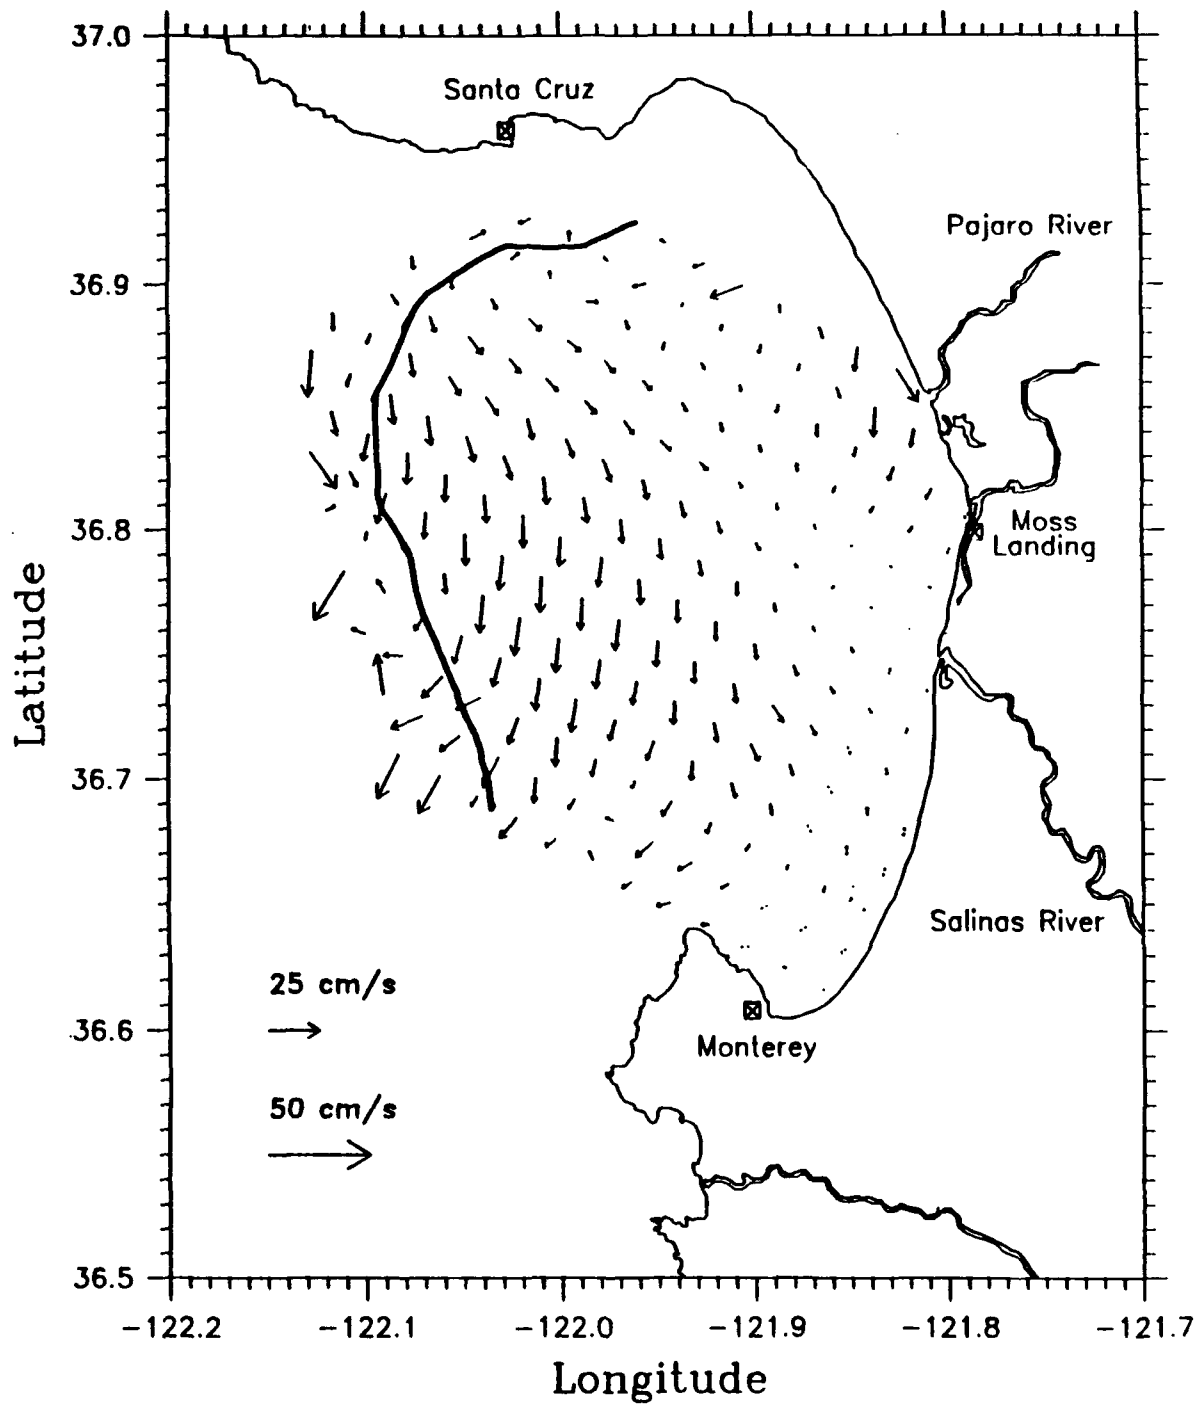 37.0
Santa Cruz
Pajaro River
36.9
36.8
Moss
Landing
Latitude
36.7
Salinas River
25 cm/s
36.6
Monterey
50 cm/s
36.5
-122.2 -122.1 -122.0 -121.9 -121.8 -121.7
Longitude